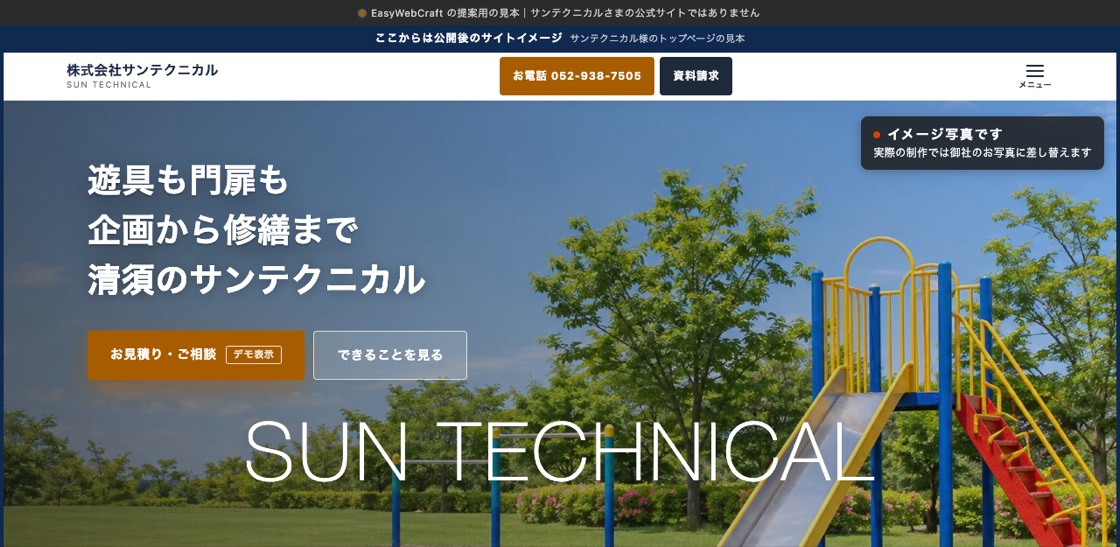 EasyWebCraft の提案用の見本｜サンテクニカルさまの公式サイトではありません
ここからは公開後のサイトイメージ サンテクニカル様のトップページの見本
株式会社サンテクニカル
SUN TECHNICAL
お電話 052-938-7505
資料請求
メニュー
イメージ写真です
実際の制作では御社のお写真に差し替えます
遊具も門扉も
企画から修繕まで
清須のサンテクニカル
お見積り・ご相談 デモ表示
できることを見る
SUN TECHNICAL